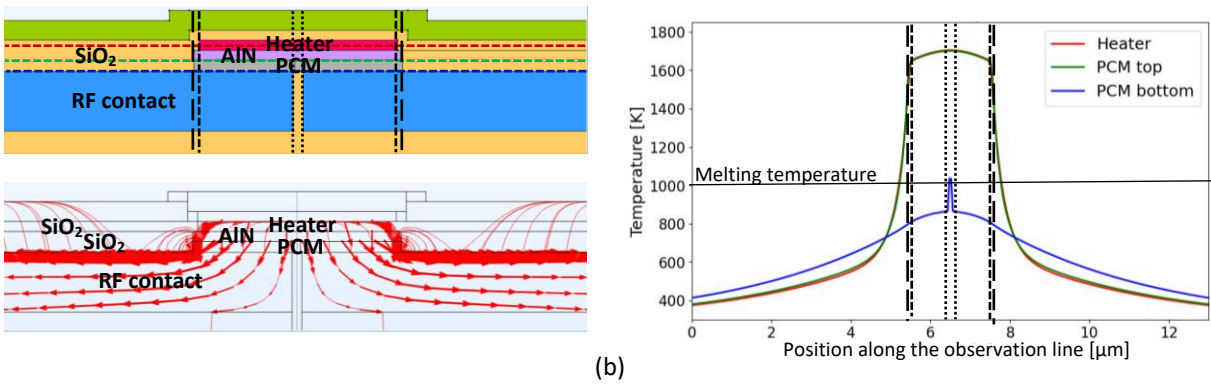 Heater
SiO2 AlN
PCM
RF contact
SiO2
SiO2
AlN
Heater
PCM
RF contact
Temperature [K]
1800
1600
1400
1200
1000
800
600
400
Melting temperature
Heater
PCM top
PCM bottom
0 2 4 6 8 10 12
Position along the observation line [µm]
(b)